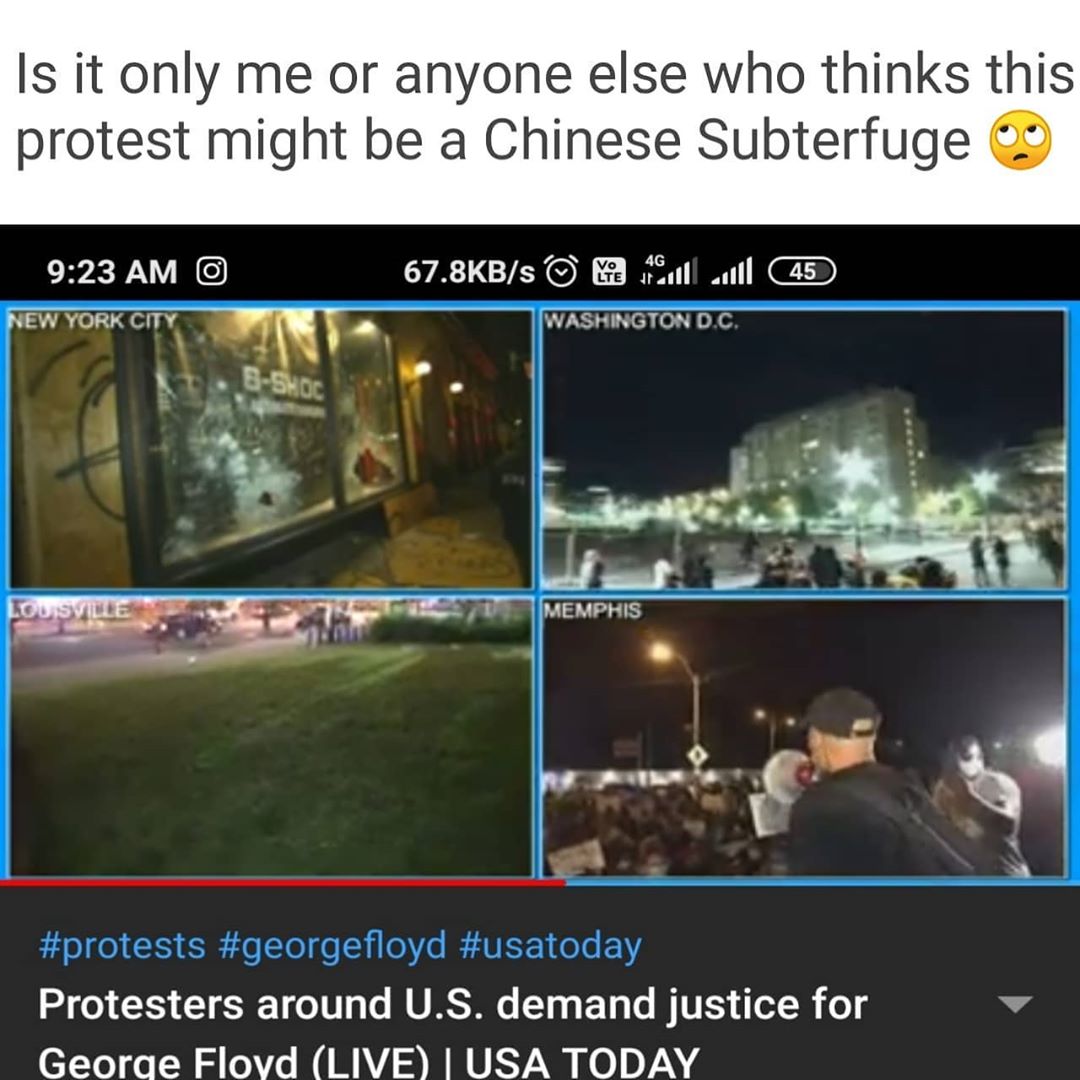 Is it only me or anyone else who thinks this
protest might be a Chinese Subterfuge 🙄
9:23 AM 67.8KB/s Vo LTE 4G 45
NEW YORK CITY
WASHINGTON D.C.
LOUISVILLE
MEMPHIS
#protests #georgefloyd #usatoday
Protesters around U.S. demand justice for
George Floyd (LIVE) | USA TODAY